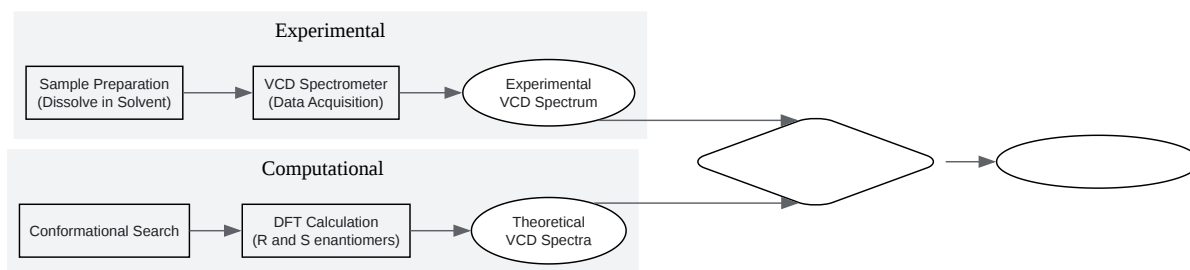 Experimental
Sample Preparation
(Dissolve in Solvent)
VCD Spectrometer
(Data Acquisition)
Experimental
VCD Spectrum
Computational
Conformational Search
DFT Calculation
(R and S enantiomers)
Theoretical
VCD Spectra